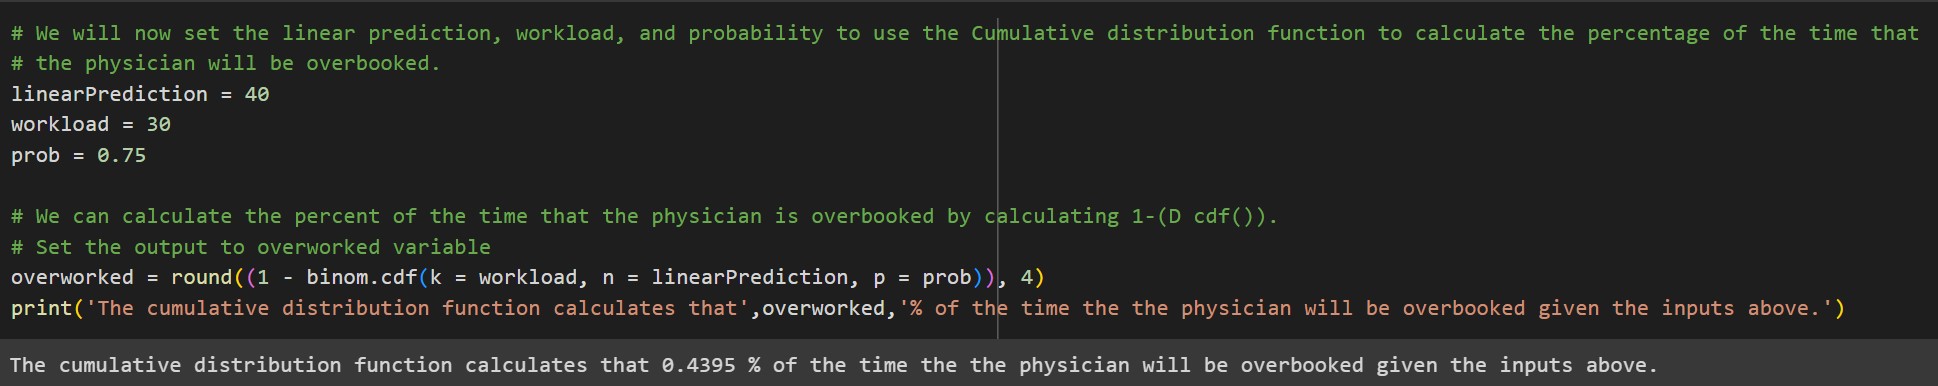 # We will now set the linear prediction, workload, and probability to use the Cumulative distribution function to calculate the percentage of the time that
# the physician will be overbooked.
linearPrediction = 40
workload = 30
prob = 0.75
# We can calculate the percent of the time that the physician is overbooked by calculating 1-(D cdf()).
# Set the output to overworked variable
overworked = round((1 - binom.cdf(k = workload, n = linearPrediction, p = prob)), 4)
print('The cumulative distribution function calculates that',overworked,'% of the time the the physician will be overbooked given the inputs above.')
The cumulative distribution function calculates that 0.4395 % of the time the the physician will be overbooked given the inputs above.